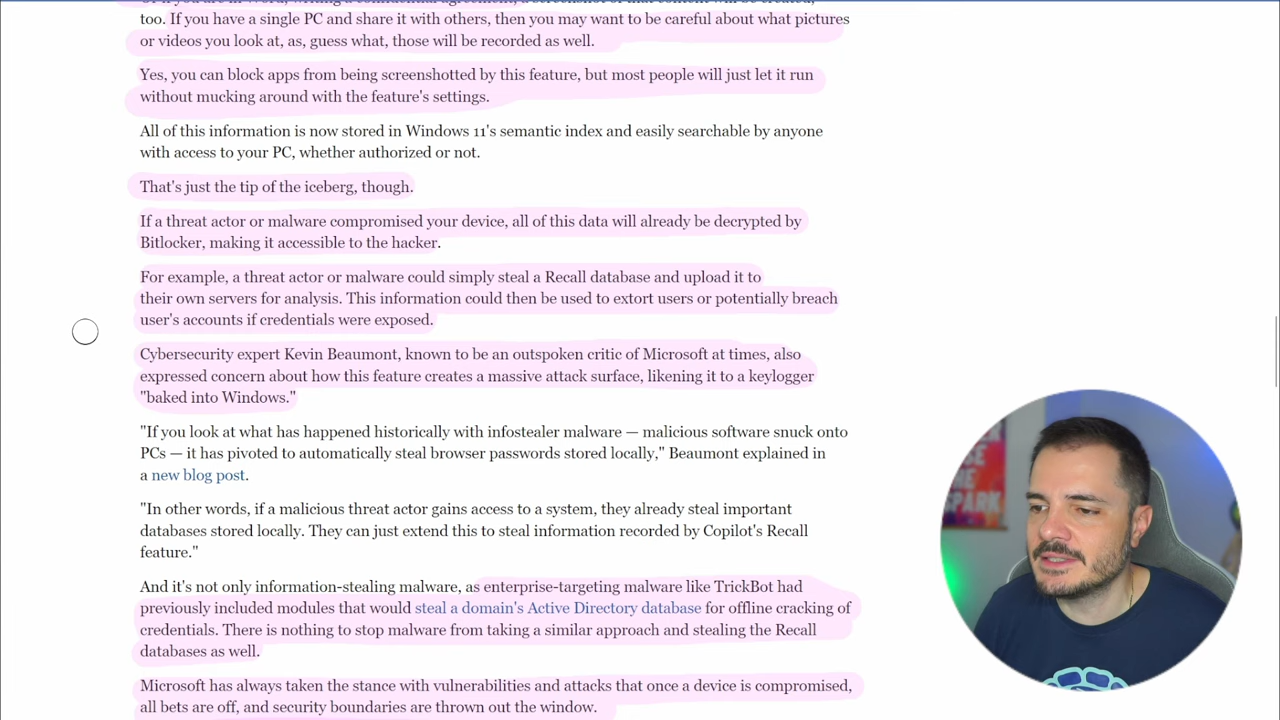 too. If you have a single PC and share it with others, then you may want to be careful about what pictures
or videos you look at, as, guess what, those will be recorded as well.
Yes, you can block apps from being screenshotted by this feature, but most people will just let it run
without mucking around with the feature's settings.
All of this information is now stored in Windows 11's semantic index and easily searchable by anyone
with access to your PC, whether authorized or not.
That's just the tip of the iceberg, though.
If a threat actor or malware compromised your device, all of this data will already be decrypted by
Bitlocker, making it accessible to the hacker.
For example, a threat actor or malware could simply steal a Recall database and upload it to
their own servers for analysis. This information could then be used to extort users or potentially breach
user's accounts if credentials were exposed.
Cybersecurity expert Kevin Beaumont, known to be an outspoken critic of Microsoft at times, also
expressed concern about how this feature creates a massive attack surface, likening it to a keylogger
"baked into Windows."
"If you look at what has happened historically with infostealer malware — malicious software snuck onto
PCs — it has pivoted to automatically steal browser passwords stored locally," Beaumont explained in
a new blog post.
"In other words, if a malicious threat actor gains access to a system, they already steal important
databases stored locally. They can just extend this to steal information recorded by Copilot's Recall
feature."
And it's not only information-stealing malware, as enterprise-targeting malware like TrickBot had
previously included modules that would steal a domain's Active Directory database for offline cracking of
credentials. There is nothing to stop malware from taking a similar approach and stealing the Recall
databases as well.
Microsoft has always taken the stance with vulnerabilities and attacks that once a device is compromised,
all bets are off, and security boundaries are thrown out the window.